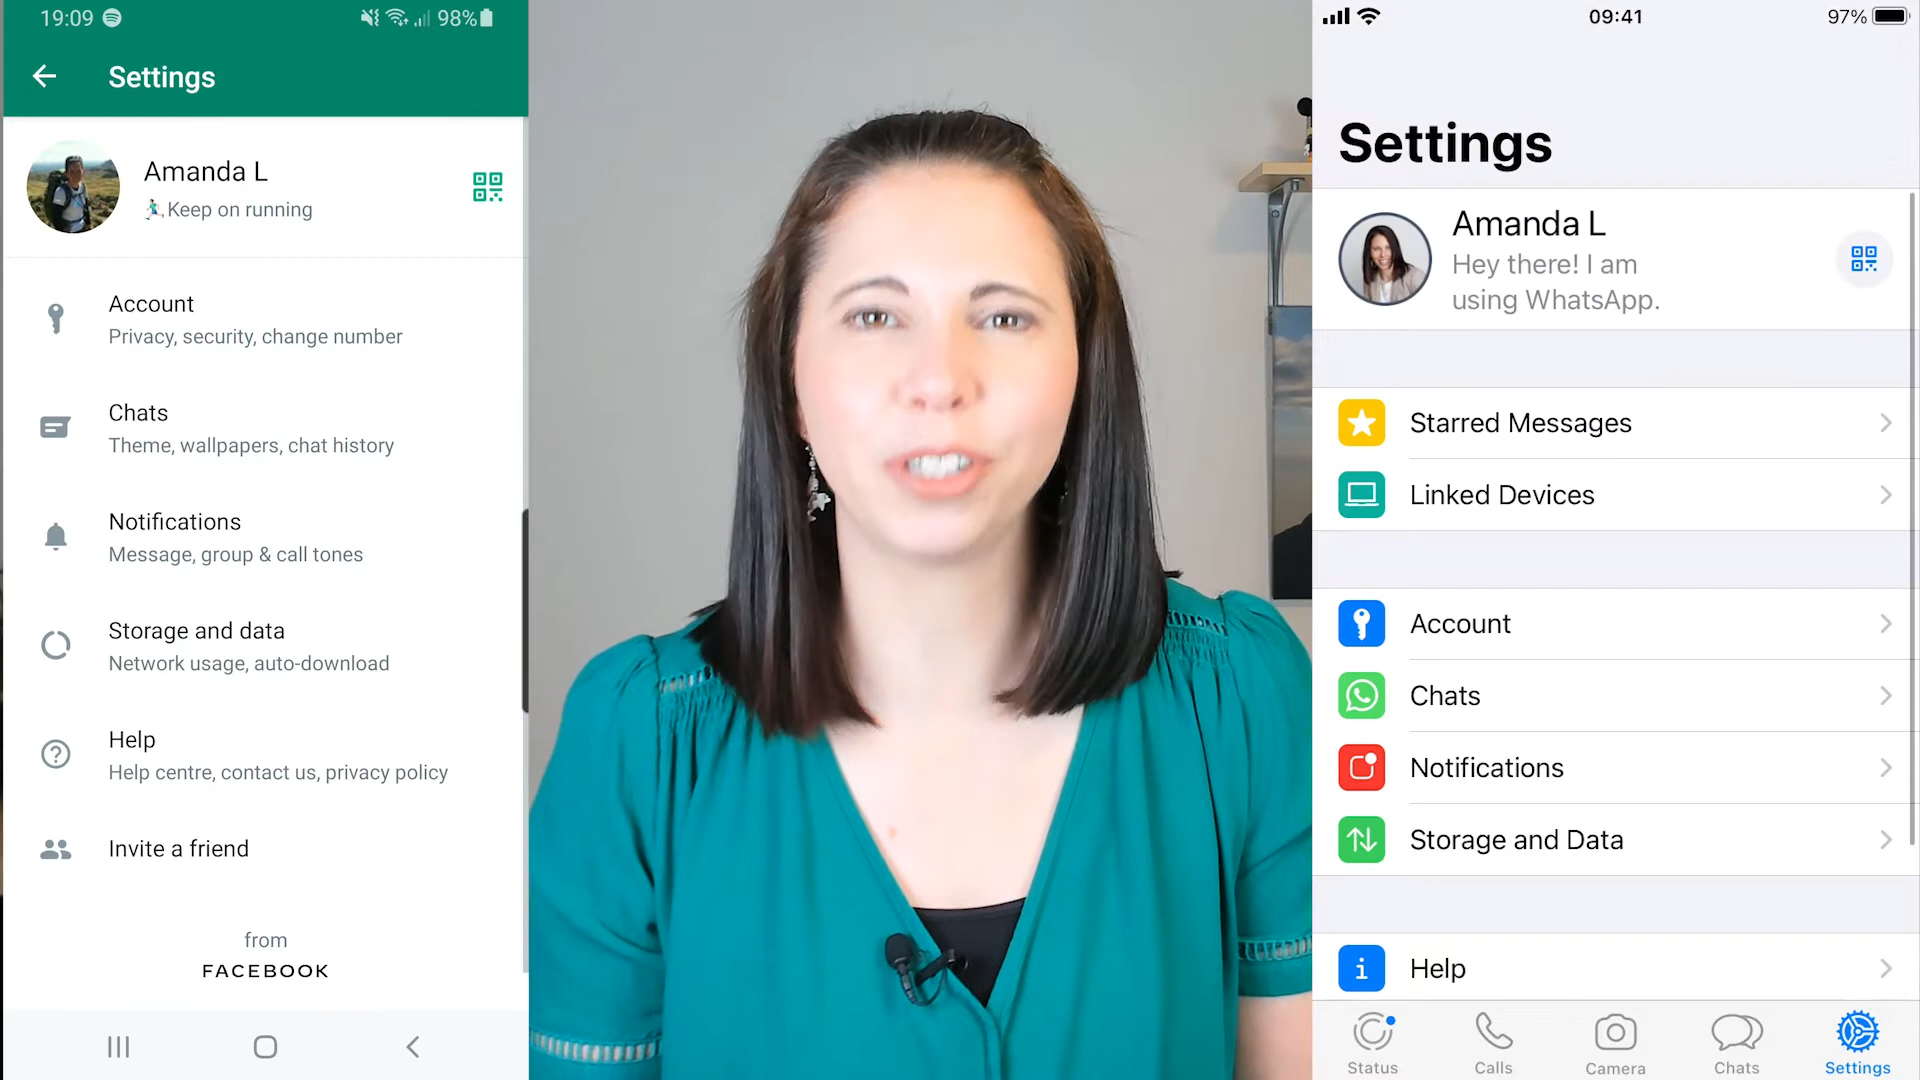 19:09
98%
Settings
Amanda L
Keep on running
Account
Privacy, security, change number
Chats
Theme, wallpapers, chat history
Notifications
Message, group & call tones
Storage and data
Network usage, auto-download
Help
Help centre, contact us, privacy policy
Invite a friend
from
FACEBOOK
09:41
97%
Settings
Amanda L
Hey there! I am
using WhatsApp.
Starred Messages
Linked Devices
Account
Chats
Notifications
Storage and Data
Help
Status
Calls
Camera
Chats
Settings